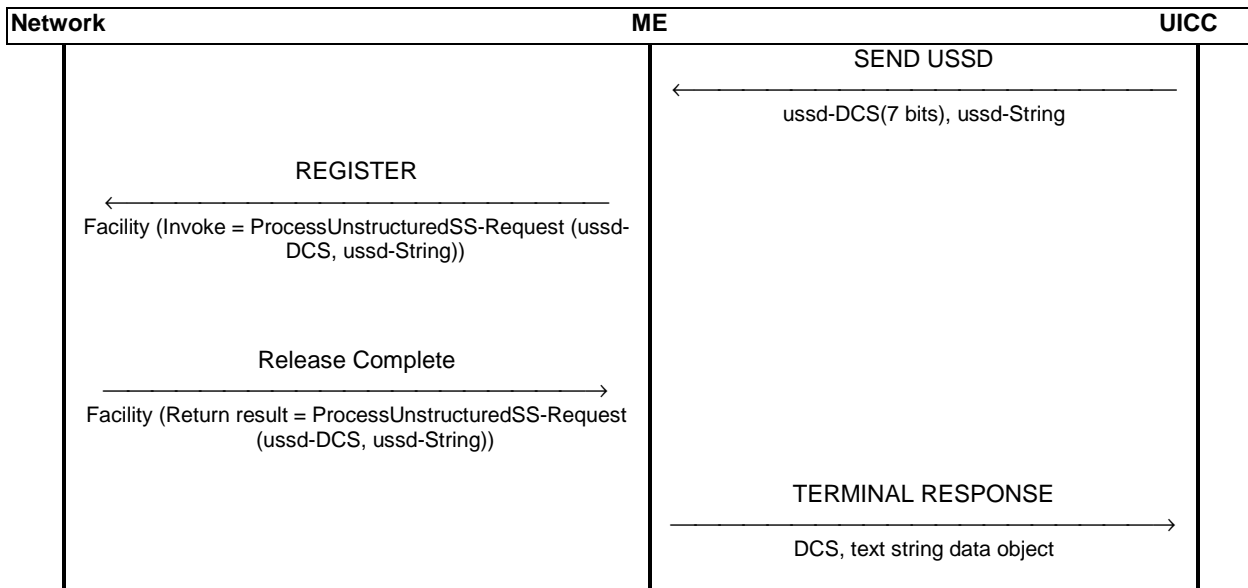 Network ME UICC
SEND USSD
ussd-DCS(7 bits), ussd-String
REGISTER
Facility (Invoke = ProcessUnstructuredSS-Request (ussd-
DCS, ussd-String))
Release Complete
Facility (Return result = ProcessUnstructuredSS-Request
(ussd-DCS, ussd-String))
TERMINAL RESPONSE
DCS, text string data object